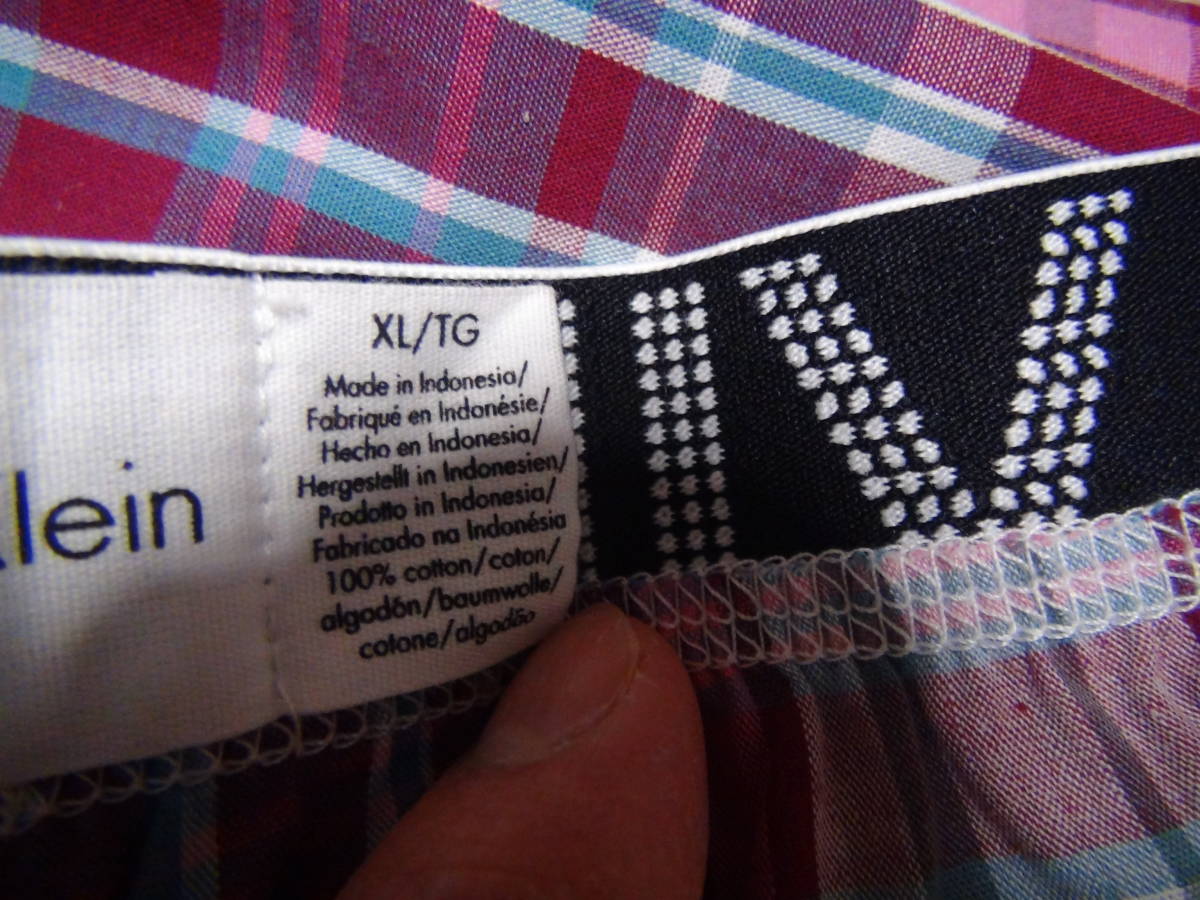 lein
XL/TG
Made in Indonesia/
Fabriqué en Indonésie/
Hecho en Indonesia/
Hergestellt in Indonesien/
Prodotto in Indonesia/
Fabricado na Indonésia
100% cotton/coton/
algodón/baumwolle/
cotone/algodão